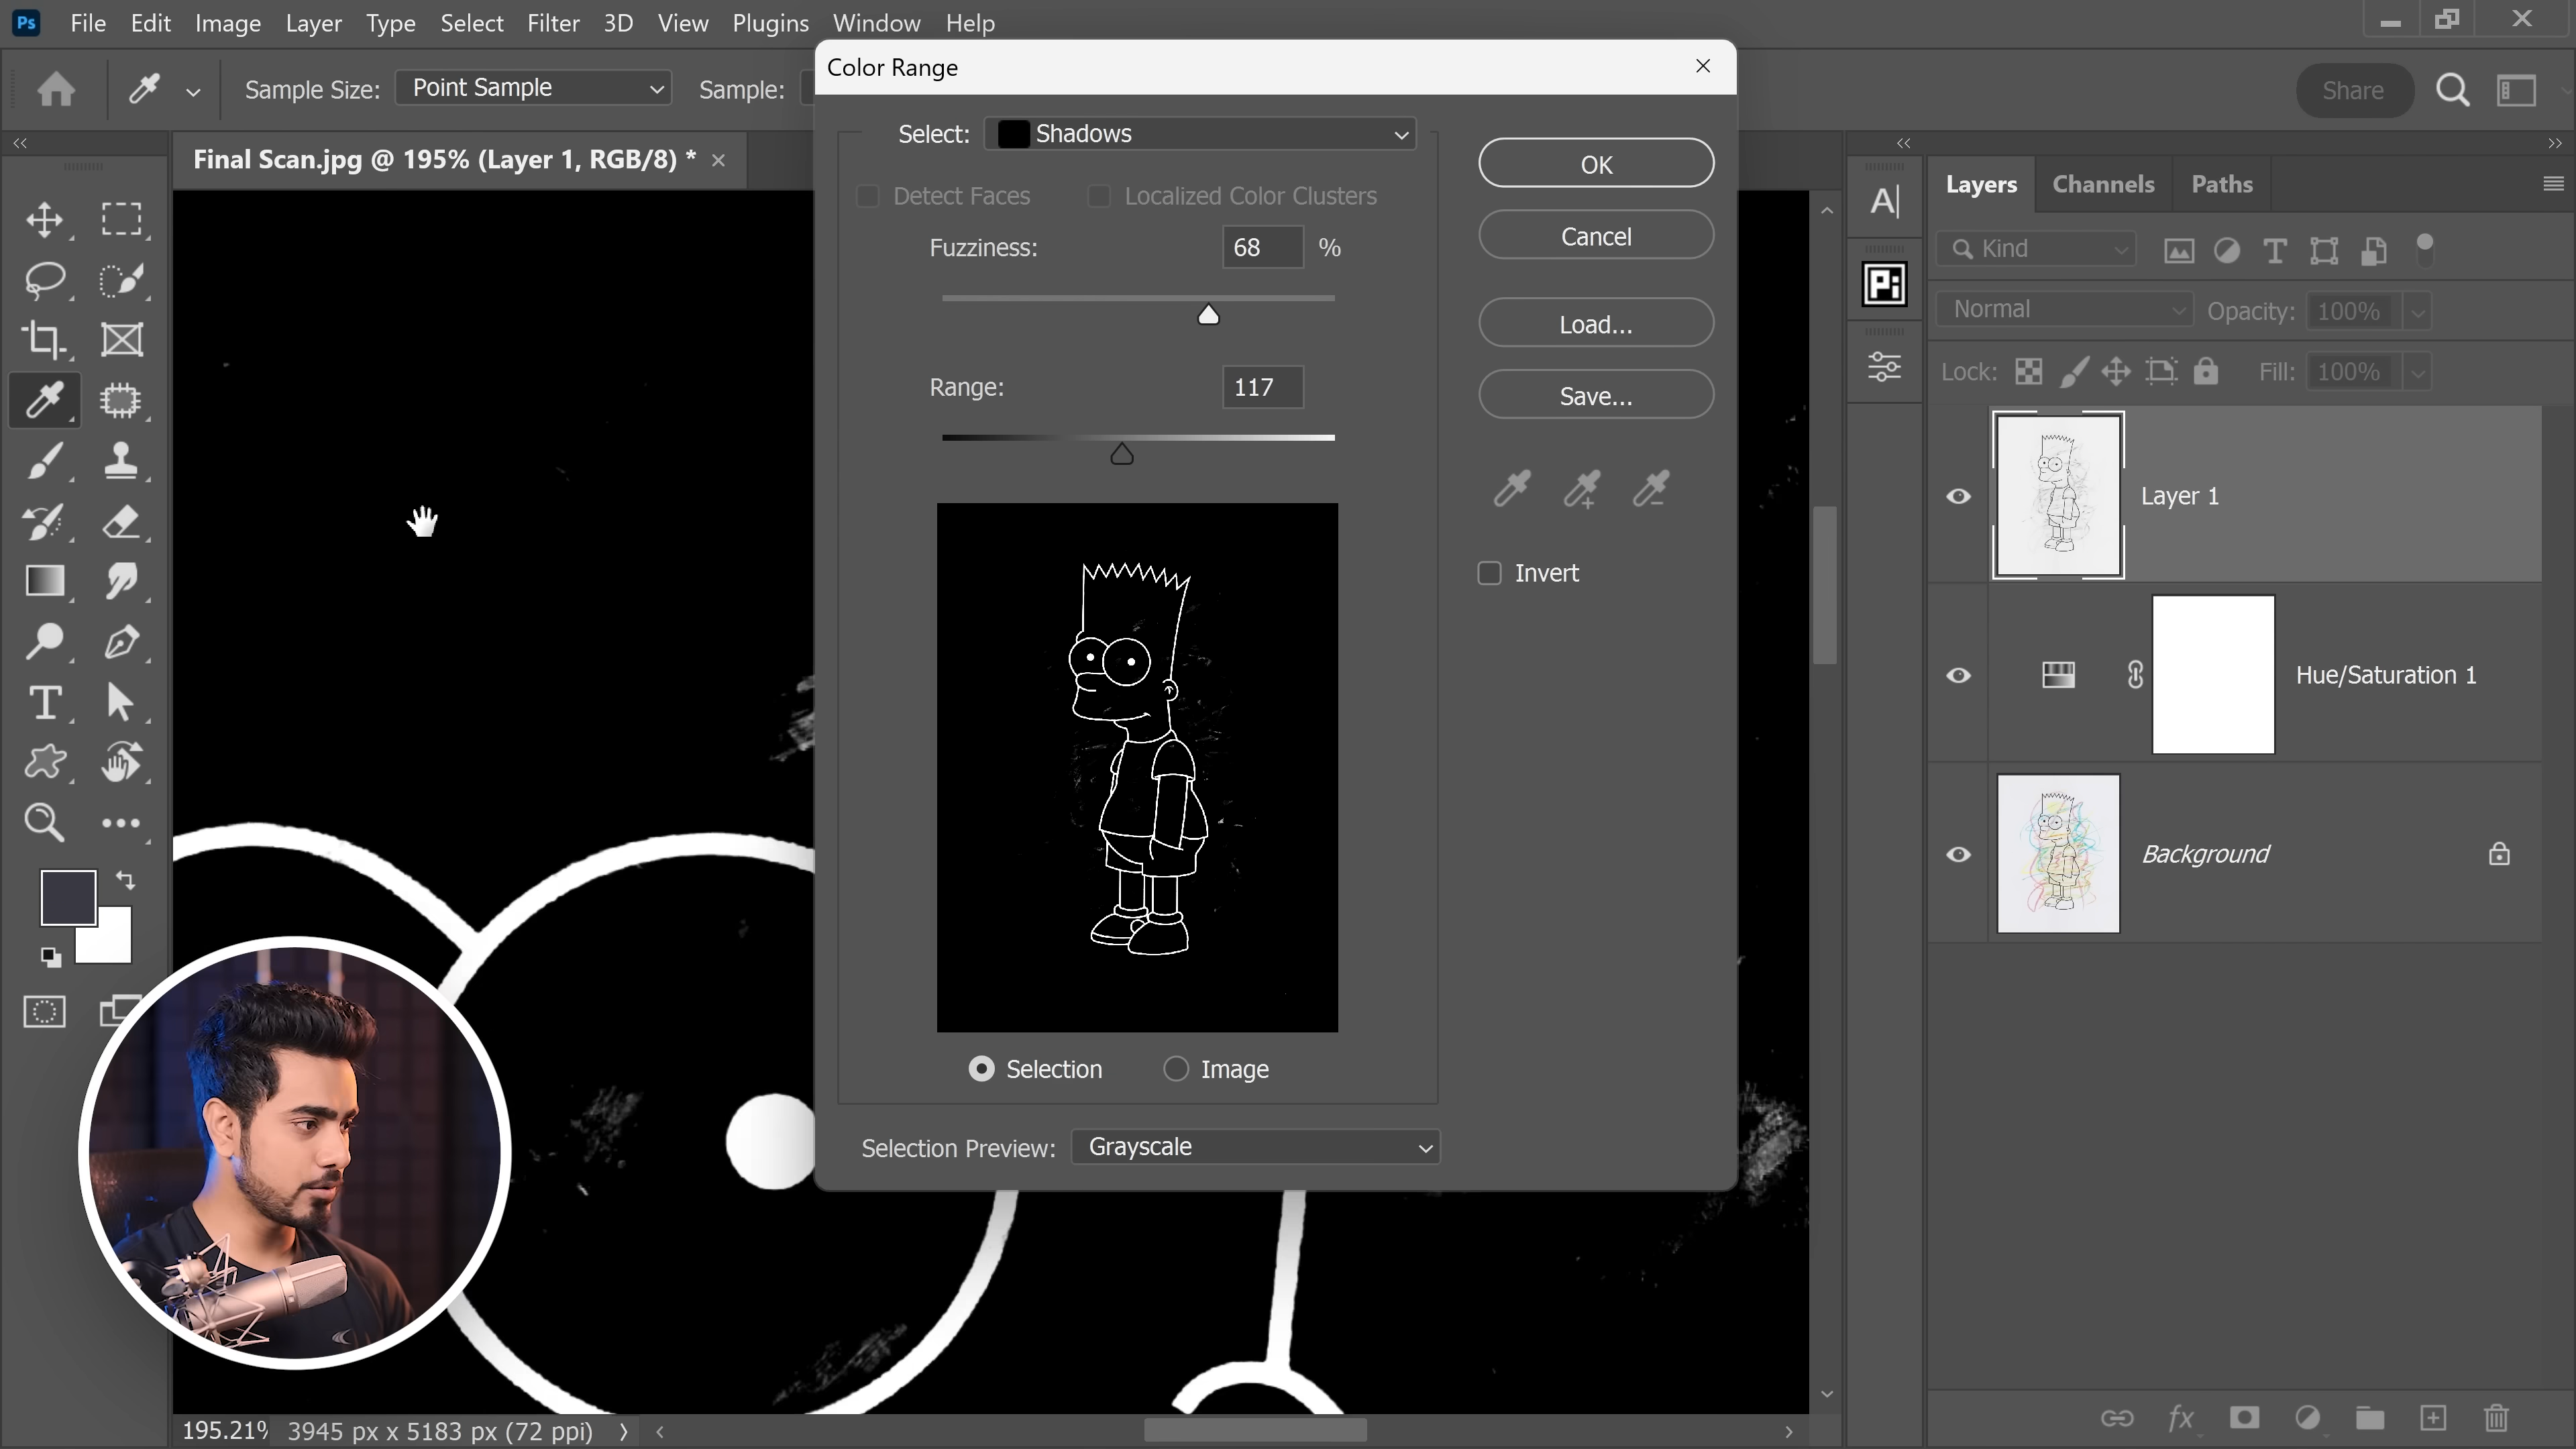 Ps File Edit Image Layer Type Select Filter 3D View Plugins Window Help
Sample Size: Point Sample Sample:
Share
Final Scan.jpg @ 195% (Layer 1, RGB/8) *
Color Range
Select: Shadows
Detect Faces Localized Color Clusters
Fuzziness: 68 %
Range: 117
OK
Cancel
Load...
Save...
Invert
Selection Image
Selection Preview: Grayscale
A
Pi
Layers Channels Paths
Kind
Normal Opacity: 100%
Lock: Fill: 100%
Layer 1
Hue/Saturation 1
Background
fx
195.21% 3945 px x 5183 px (72 ppi)